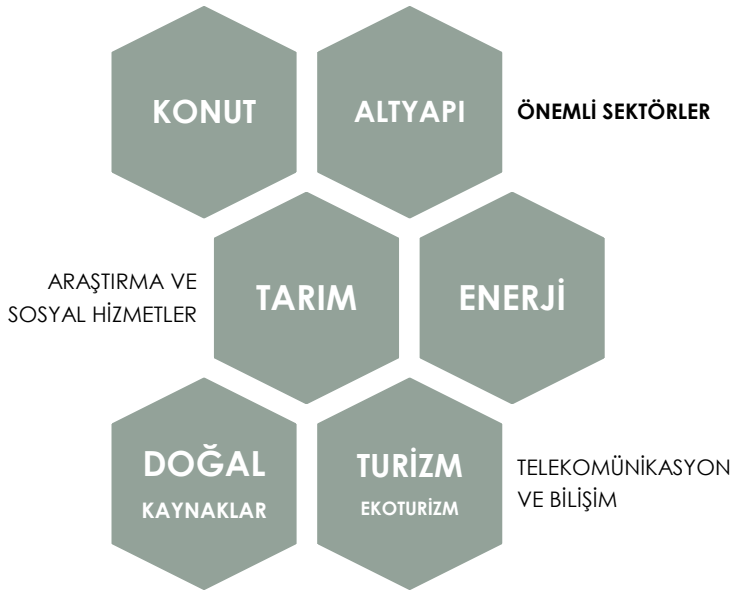 KONUT
ALTYAPI
ÖNEMLİ SEKTÖRLER
ARAŞTIRMA VE
SOSYAL HİZMETLER
TARIM
ENERJİ
DOĞAL
KAYNAKLAR
TURİZM
EKOTURİZM
TELEKOMÜNİKASYON
VE BİLİŞİM